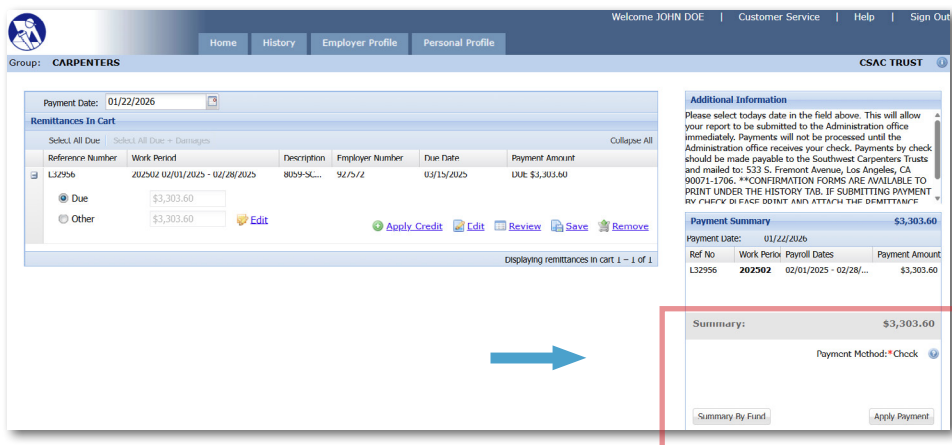 Welcome JOHN DOE | Customer Service | Help | Sign Out
Home History Employer Profile Personal Profile
Group: CARPENTERS CSAC TRUST
Payment Date: 01/22/2026
Remittances In Cart
Select All Due Select All Due + Damages Collapse All
Reference Number Work Period Description Employer Number Due Date Payment Amount
L32956 202502 02/01/2025 - 02/28/2025 8059-SC... 927572 03/15/2025 DUE $3,303.60
Due $3,303.60
Other $3,303.60 Edit Apply Credit Edit Review Save Remove
Displaying remittances in cart 1 - 1 of 1
Additional Information
Please select todays date in the field above. This will allow
your report to be submitted to the Administration office
immediately. Payments will not be processed until the
Administration office receives your check. Payments by check
should be made payable to the Southwest Carpenters Trusts
and mailed to: 533 S. Fremont Avenue, Los Angeles, CA
90071-1706. **CONFIRMATION FORMS ARE AVAILABLE TO
PRINT UNDER THE HISTORY TAB. IF SUBMITTING PAYMENT
BY CHECK PLEASE PRINT AND ATTACH THE REMITTANCE
Payment Summary $3,303.60
Payment Date: 01/22/2026
Ref No Work Period Payroll Dates Payment Amount
L32956 202502 02/01/2025 - 02/28/... $3,303.60
Summary: $3,303.60
Payment Method:*Check
Summary By Fund Apply Payment